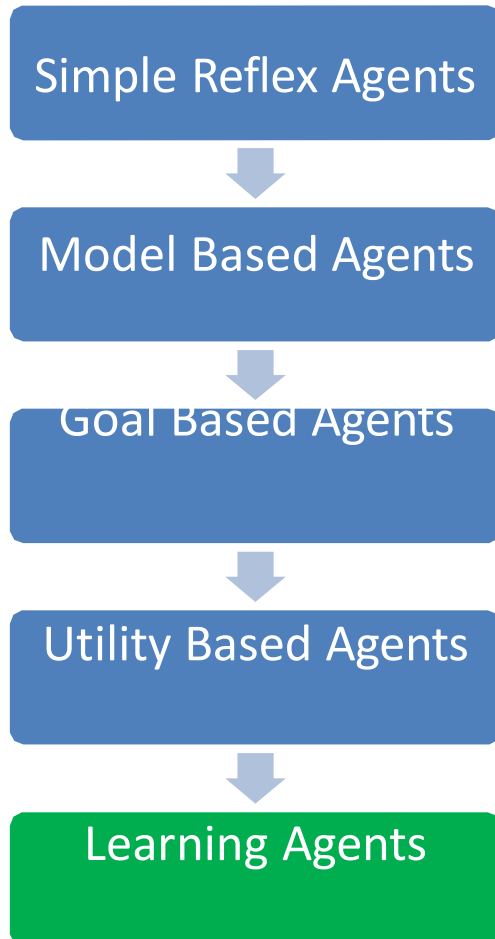 Simple Reflex Agents
Model Based Agents
Goal Based Agents
Utility Based Agents
Learning Agents